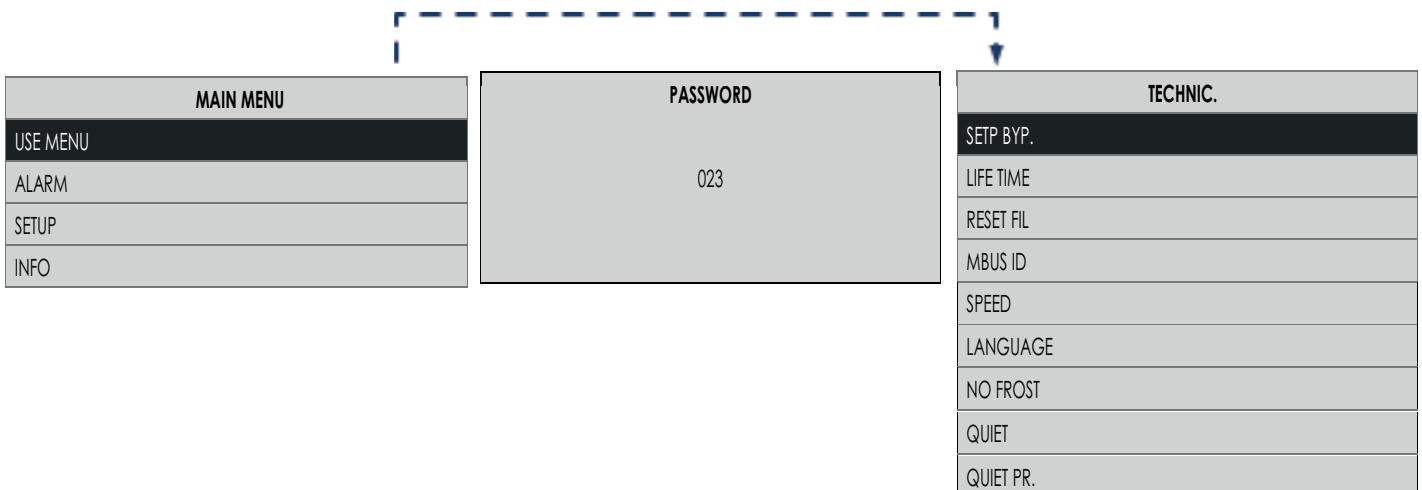 MAIN MENU
USE MENU
ALARM
SETUP
INFO
PASSWORD
023
TECHNIC.
SETP BYP.
LIFE TIME
RESET FIL
MBUS ID
SPEED
LANGUAGE
NO FROST
QUIET
QUIET PR.